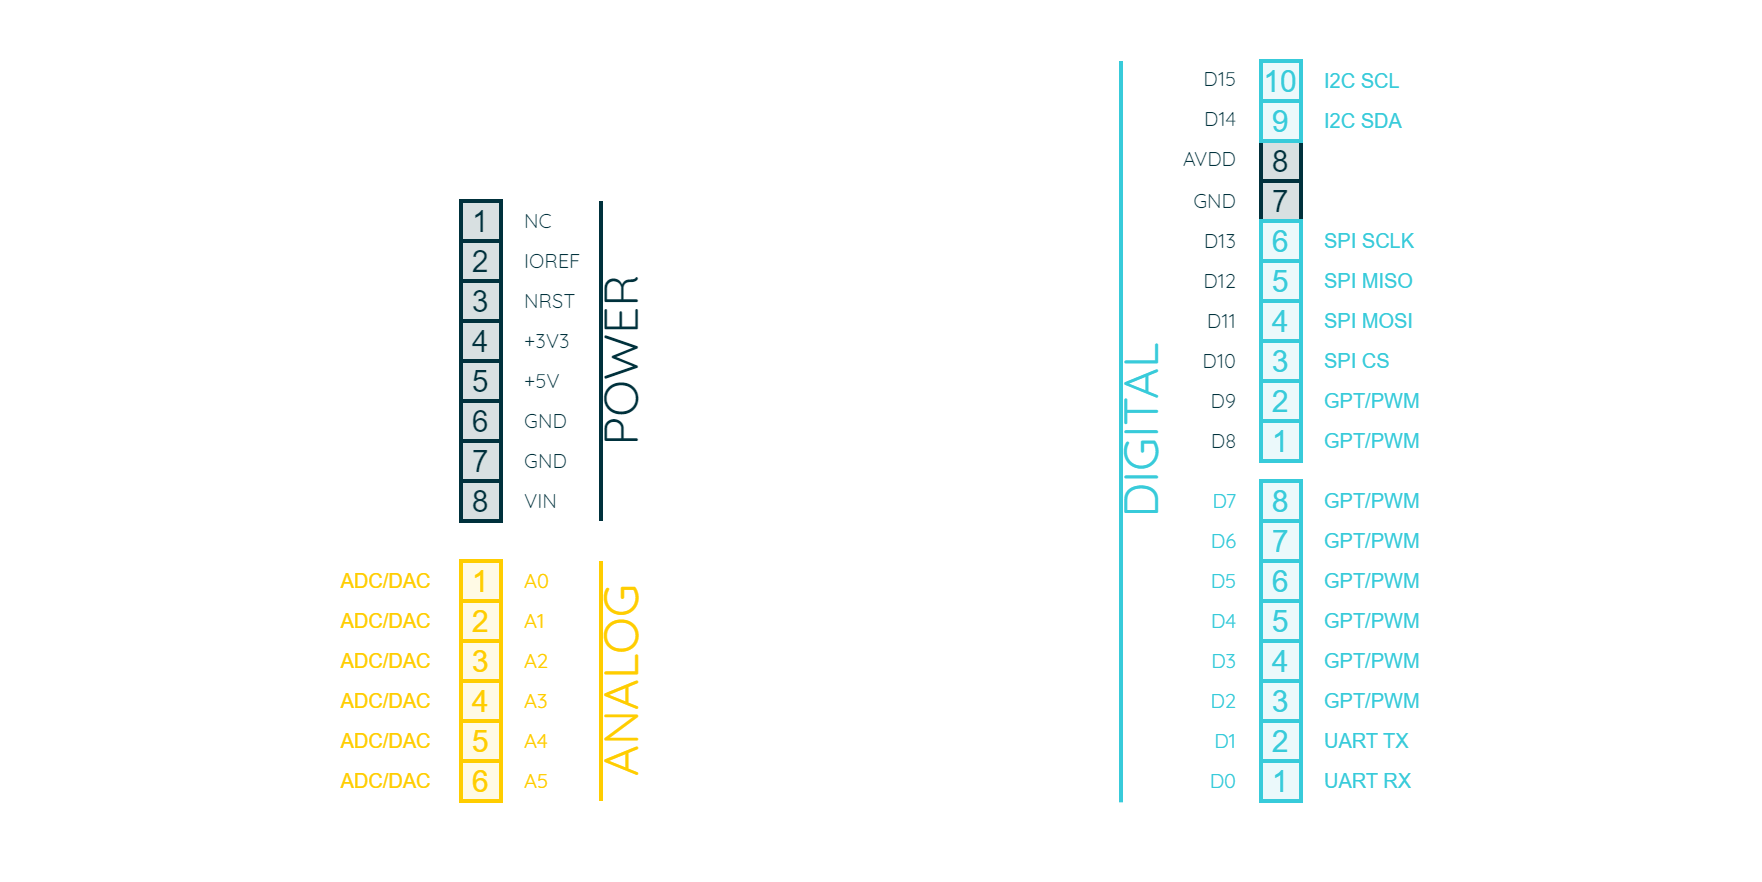 1 NC
2 IOREF
3 NRST
4 +3V3
5 +5V
6 GND
7 GND
8 VIN
POWER
ADC/DAC 1 A0
ADC/DAC 2 A1
ADC/DAC 3 A2
ADC/DAC 4 A3
ADC/DAC 5 A4
ADC/DAC 6 A5
ANALOG
DIGITAL
D15 10 I2C SCL
D14 9 I2C SDA
AVDD 8
GND 7
D13 6 SPI SCLK
D12 5 SPI MISO
D11 4 SPI MOSI
D10 3 SPI CS
D9 2 GPT/PWM
D8 1 GPT/PWM
D7 8 GPT/PWM
D6 7 GPT/PWM
D5 6 GPT/PWM
D4 5 GPT/PWM
D3 4 GPT/PWM
D2 3 GPT/PWM
D1 2 UART TX
D0 1 UART RX